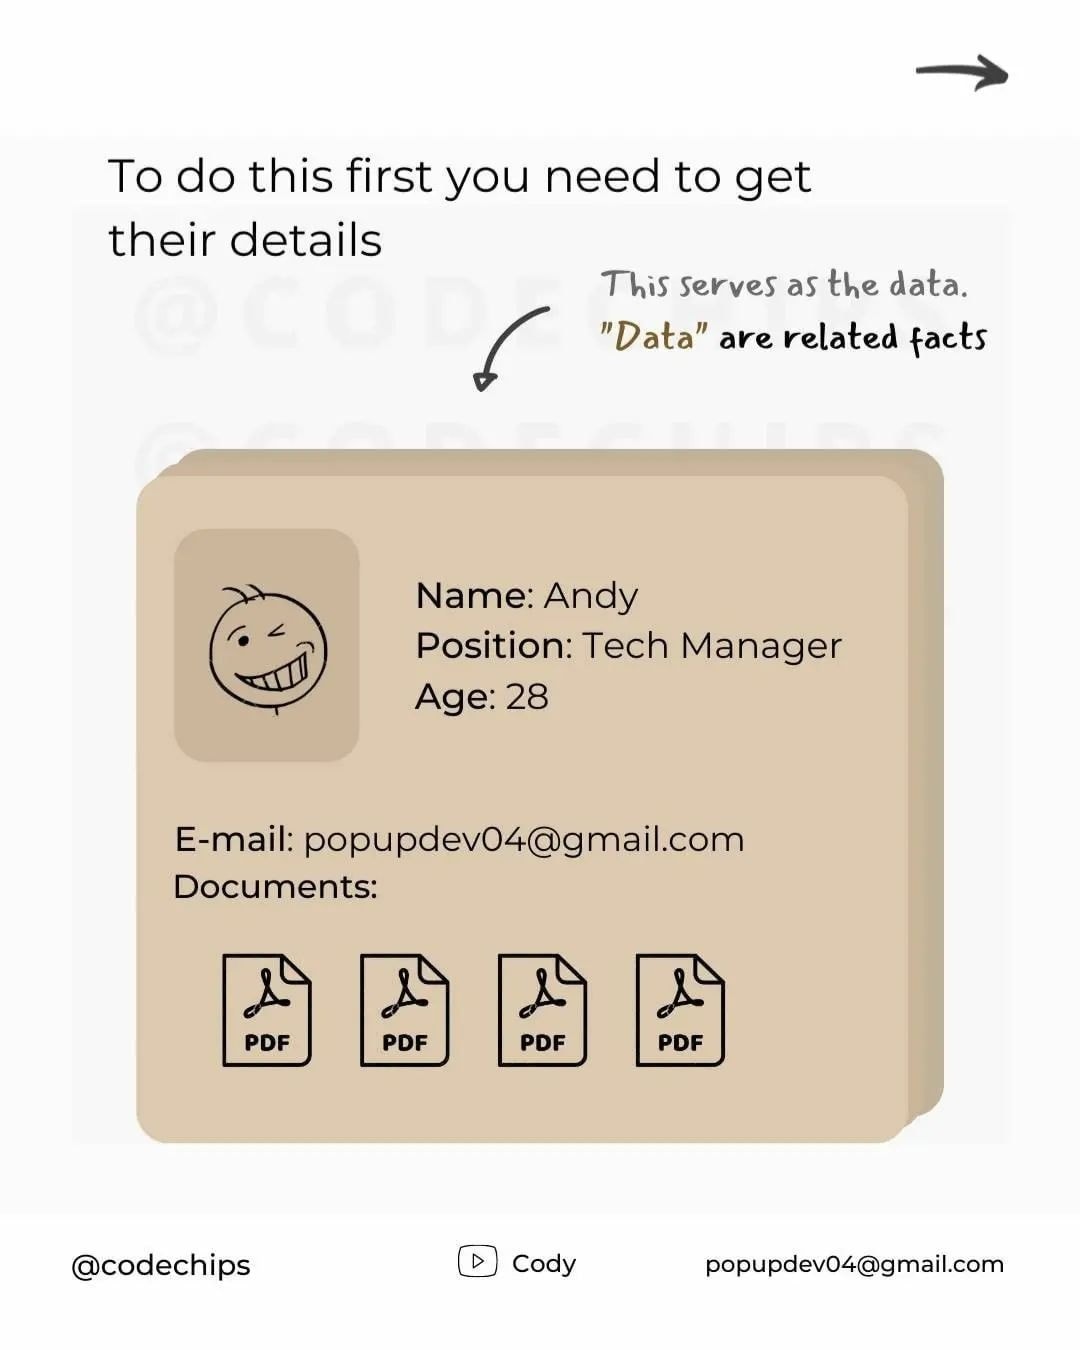 To do this first you need to get
their details
@CODECHIPS
This serves as the data.
"Data" are related facts
@CODECHIPS
Name: Andy
Position: Tech Manager
Age: 28
E-mail: popupdev04@gmail.com
Documents:
PDF PDF PDF PDF
@codechips
Cody
popupdev04@gmail.com